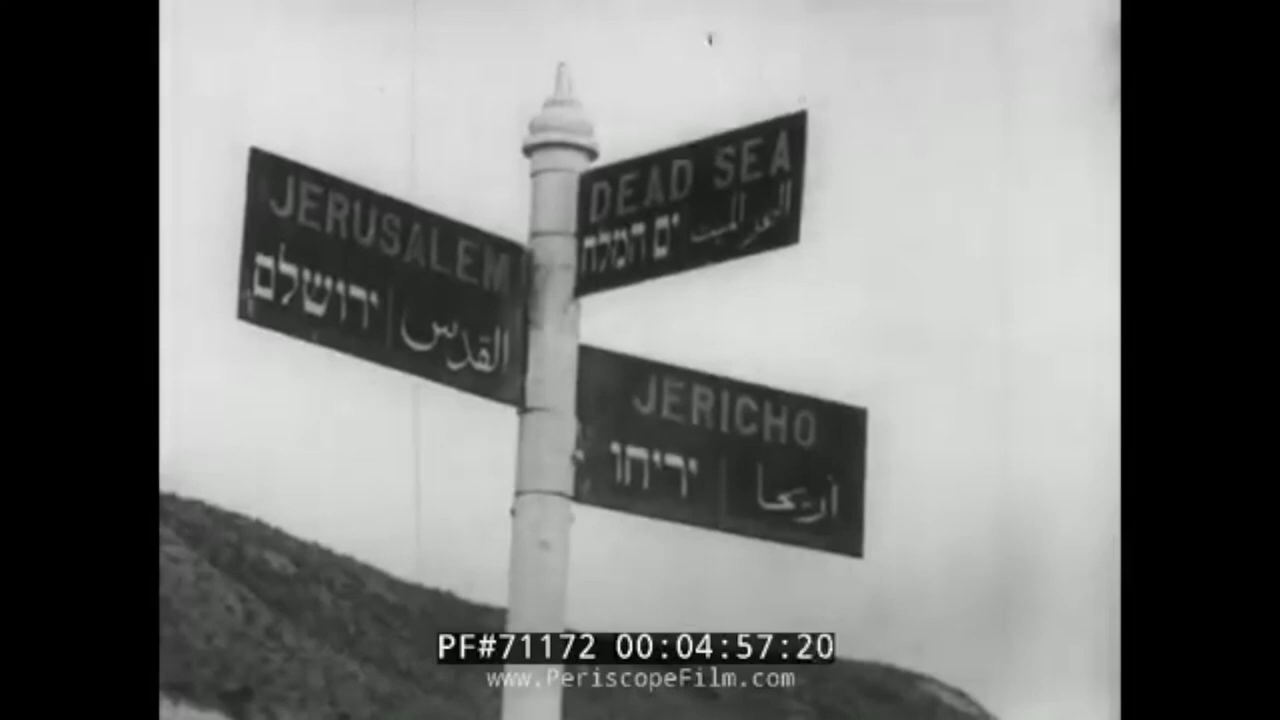 JERUSALEM
ירושלם | القدس
DEAD SEA
ים המלח البحر الميت
JERICHO
יריחו | أريحا
PF#71172 00:04:57:20
www.PeriscopeFilm.com